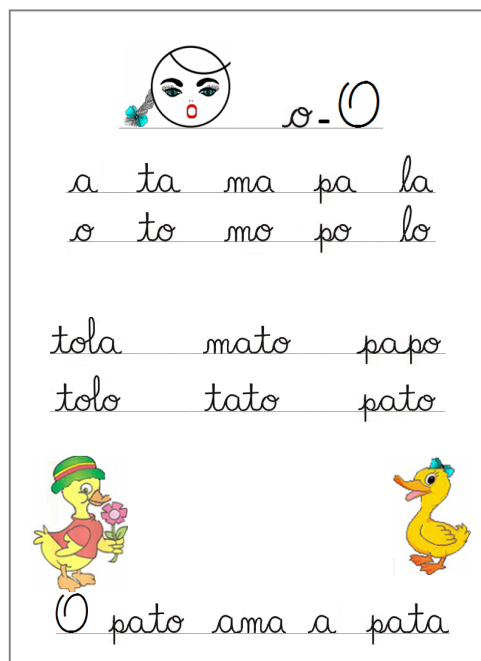 o - O
a ta ma pa la
o to mo po lo
tola mato papo
tolo tato pato
O pato ama a pata